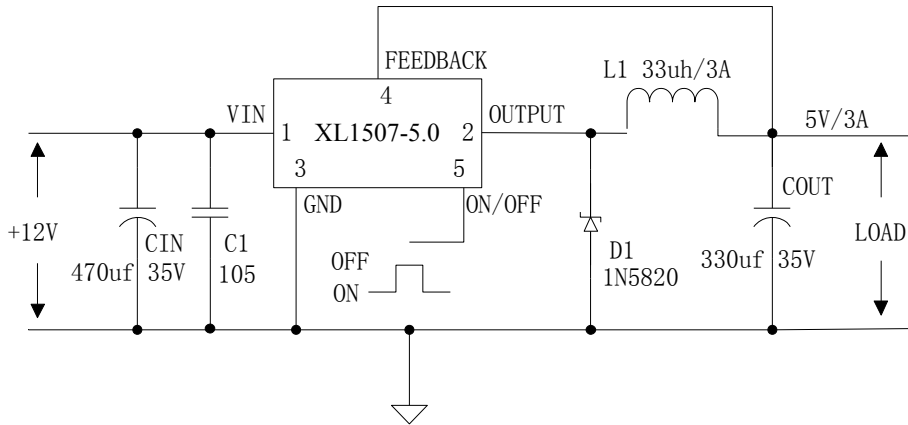 FEEDBACK
L1 33uh/3A
4
VIN
OUTPUT
5V/3A
1 XL1507-5.0 2
3
5
GND
ON/OFF
COUT
+12V
CIN
C1
OFF
D1
LOAD
470uf 35V
105
ON
1N5820
330uf 35V